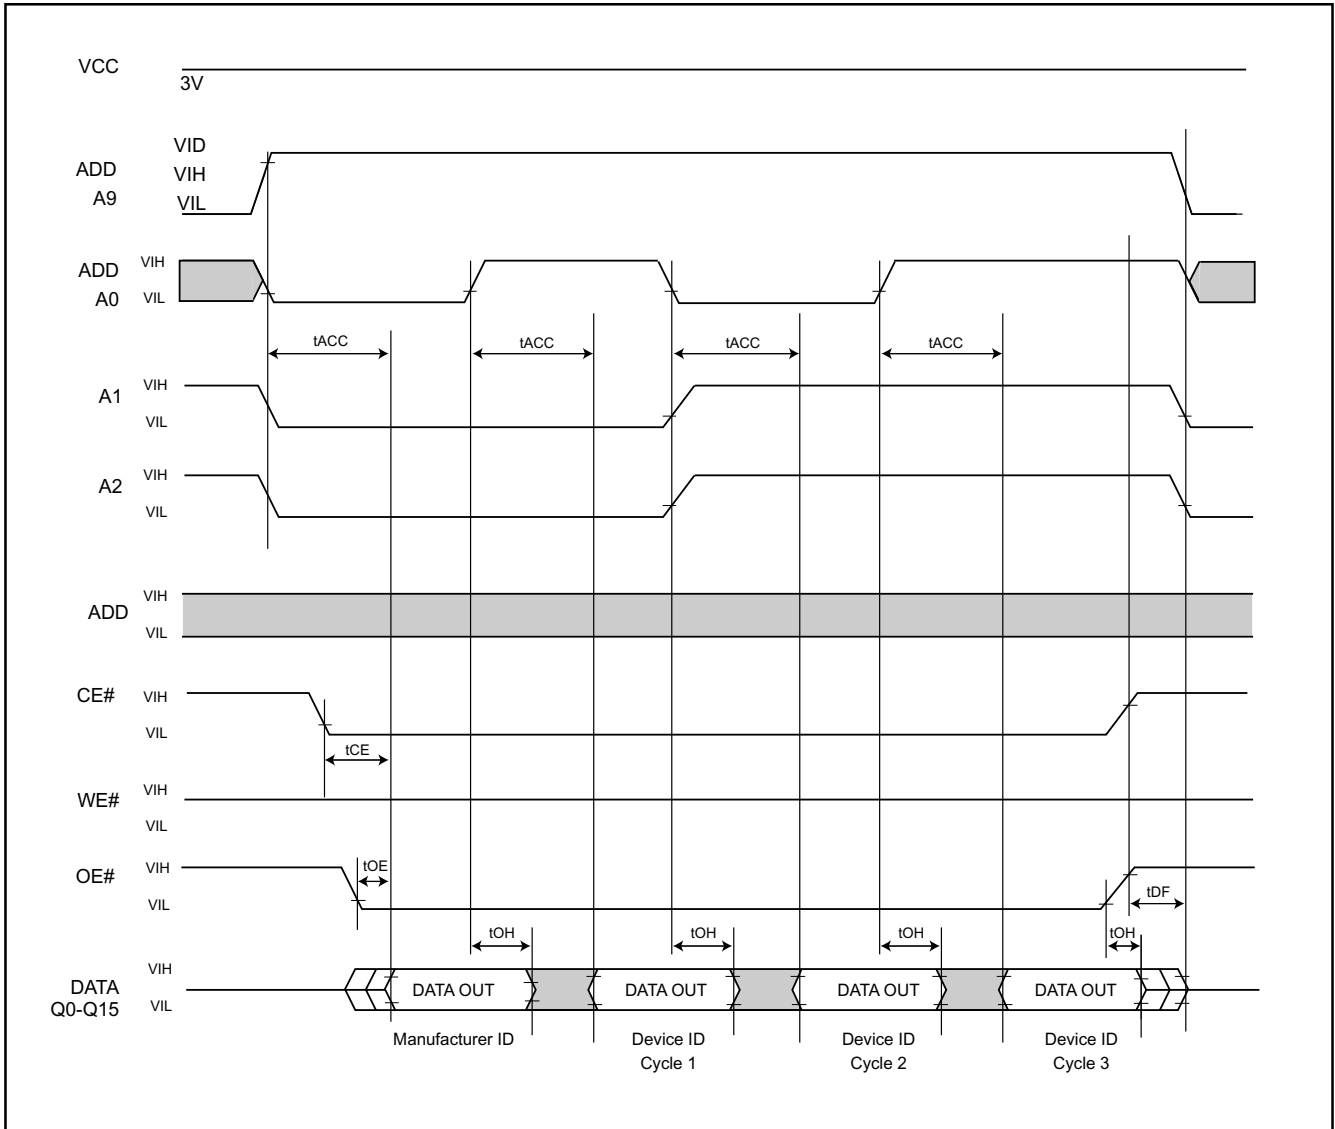 VCC
3V
VID
ADD
VIH
A9
VIL
ADD
VIH
A0
VIL
tACC
tACC
tACC
tACC
A1
VIH
VIL
A2
VIH
VIL
ADD
VIH
VIL
CE#
VIH
VIL
tCE
WE#
VIH
VIL
OE#
VIH
VIL
tOE
tDF
tOH
tOH
tOH
tOH
DATA
Q0-Q15
VIH
VIL
DATA OUT
DATA OUT
DATA OUT
DATA OUT
Manufacturer ID
Device ID
Cycle 1
Device ID
Cycle 2
Device ID
Cycle 3